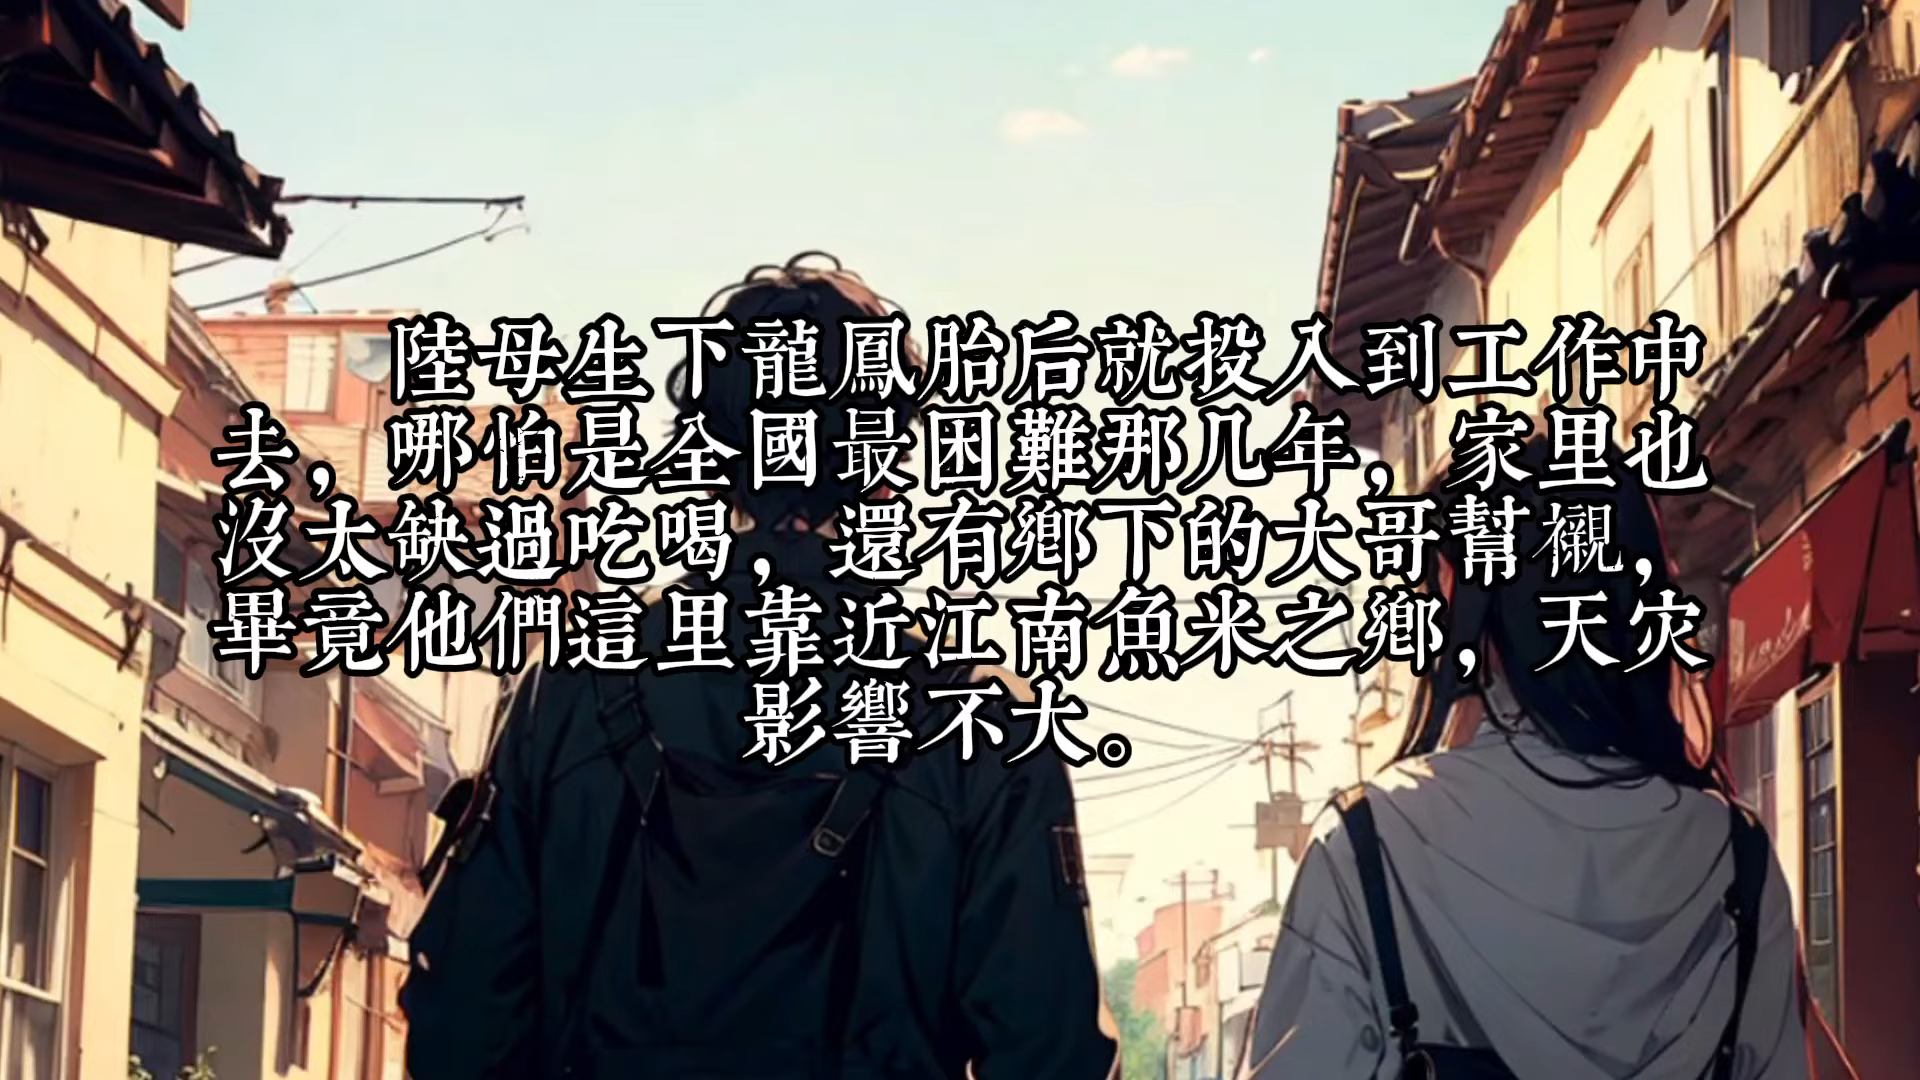 陸母生下龍鳳胎后就投入到工作中
去，哪怕是全國最困難那几年，家里也
沒太缺過吃喝，還有鄉下的大哥幫襯，
畢竟他們這里靠近江南魚米之鄉，天灾
影響不大。